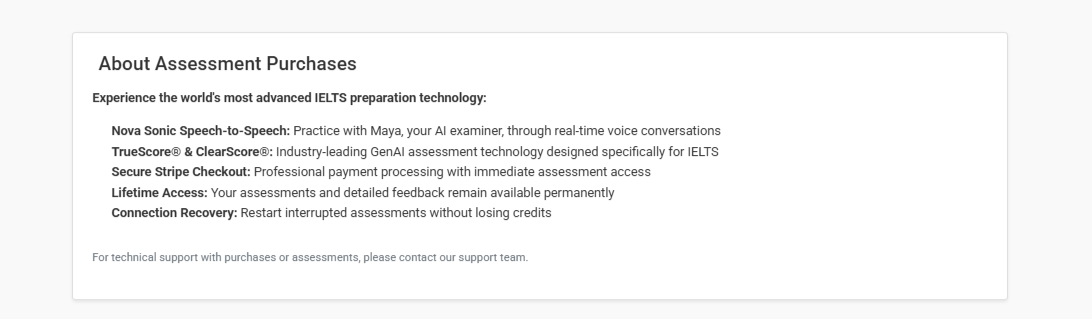 About Assessment Purchases
Experience the world's most advanced IELTS preparation technology:
Nova Sonic Speech-to-Speech: Practice with Maya, your AI examiner, through real-time voice conversations
TrueScore® & ClearScore®: Industry-leading GenAI assessment technology designed specifically for IELTS
Secure Stripe Checkout: Professional payment processing with immediate assessment access
Lifetime Access: Your assessments and detailed feedback remain available permanently
Connection Recovery: Restart interrupted assessments without losing credits
For technical support with purchases or assessments, please contact our support team.